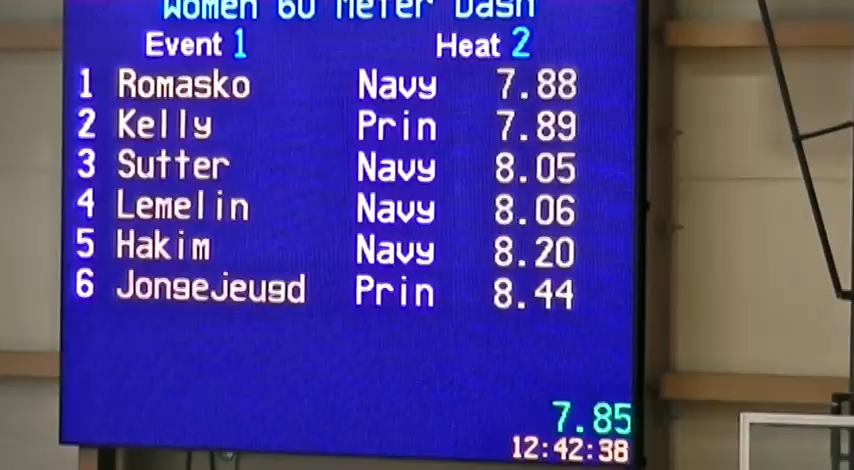 Women 60 Meter Dash
Event 1 Heat 2
1 Romasko Navy 7.88
2 Kelly Prin 7.89
3 Sutter Navy 8.05
4 Lemelin Navy 8.06
5 Hakim Navy 8.20
6 Jongejeugd Prin 8.44
7.85
12:42:38